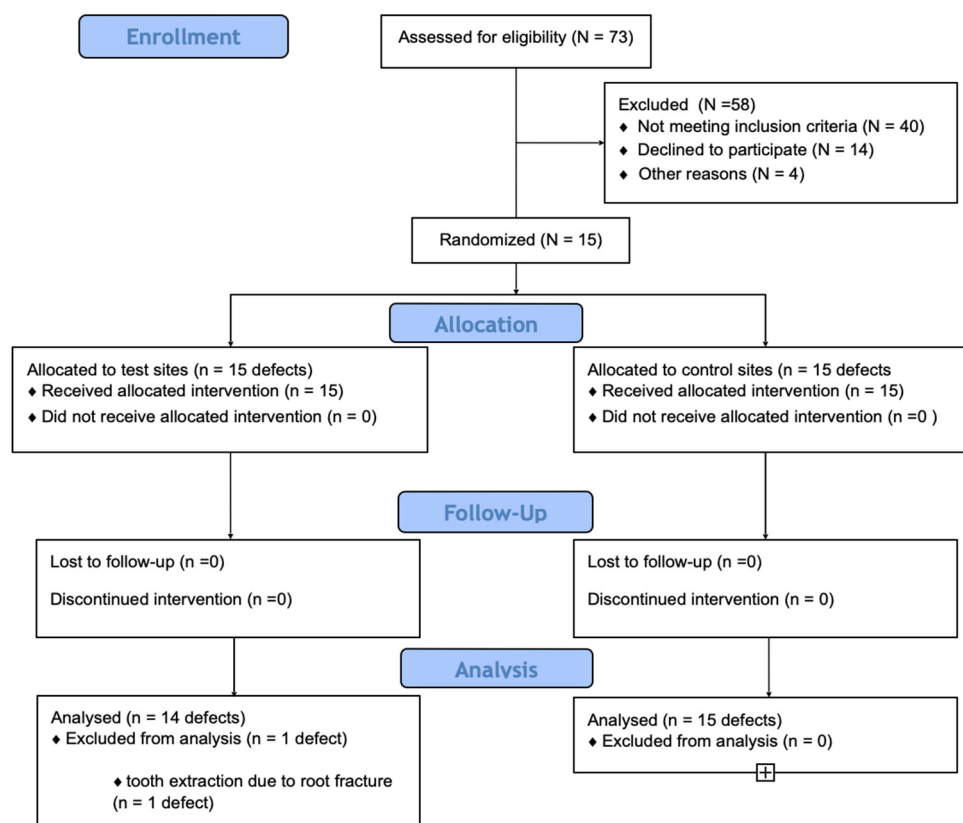 Enrollment
Assessed for eligibility (N = 73)
Excluded (N =58)
♦ Not meeting inclusion criteria (N = 40)
♦ Declined to participate (N = 14)
♦ Other reasons (N = 4)
Randomized (N = 15)
Allocation
Allocated to test sites (n = 15 defects)
♦ Received allocated intervention (n = 15)
♦ Did not receive allocated intervention (n = 0)
Allocated to control sites (n = 15 defects
♦ Received allocated intervention (n = 15)
♦ Did not receive allocated intervention (n =0 )
Follow-Up
Lost to follow-up (n =0)
Discontinued intervention (n =0)
Lost to follow-up (n =0)
Discontinued intervention (n = 0)
Analysis
Analysed (n = 14 defects)
♦ Excluded from analysis (n = 1 defect)
♦ tooth extraction due to root fracture
(n = 1 defect)
Analysed (n = 15 defects)
♦ Excluded from analysis (n = 0)